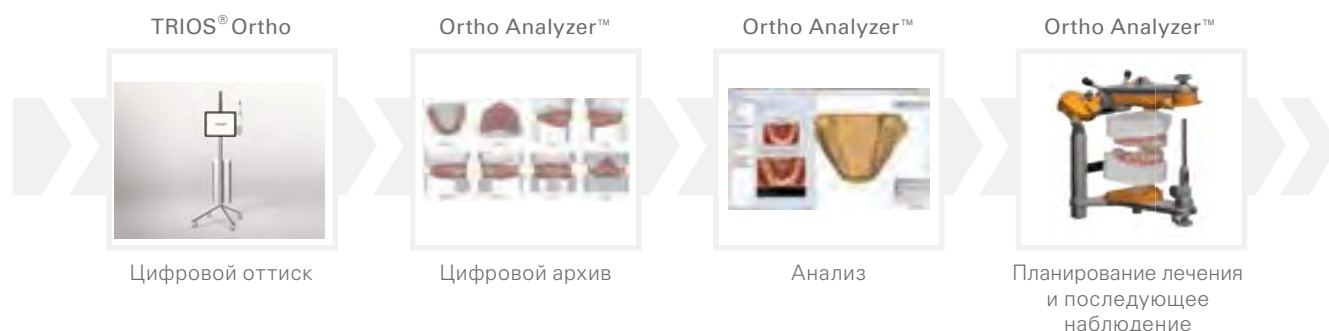 TRIOS® Ortho
Ortho Analyzer™
Ortho Analyzer™
Ortho Analyzer™
Цифровой оттиск
Цифровой архив
Анализ
Планирование лечения
и последующее
наблюдение